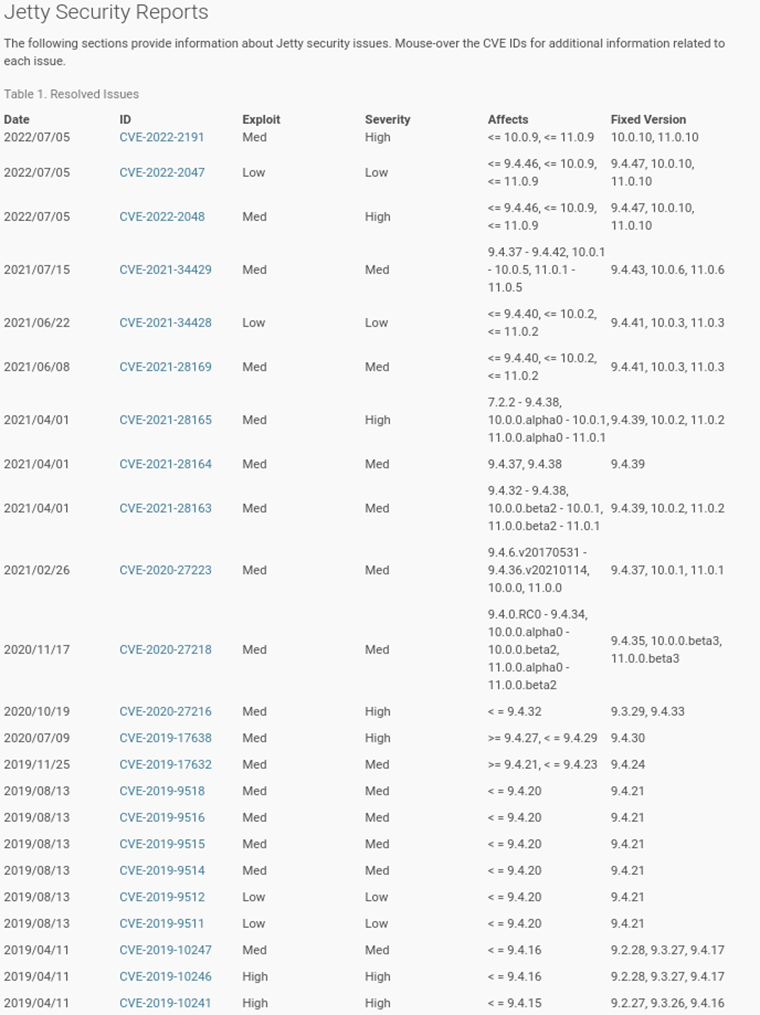 Jetty Security Reports
The following sections provide information about Jetty security issues. Mouse-over the CVE IDs for additional information related to
each issue.
Table 1. Resolved Issues
Date ID Exploit Severity Affects Fixed Version
2022/07/05 CVE-2022-2191 Med High <= 10.0.9, <= 11.0.9 10.0.10, 11.0.10
2022/07/05 CVE-2022-2047 Low Low <= 9.4.46, <= 10.0.9, 9.4.47, 10.0.10,
<= 11.0.9 11.0.10
2022/07/05 CVE-2022-2048 Med High <= 9.4.46, <= 10.0.9, 9.4.47, 10.0.10,
<= 11.0.9 11.0.10
9.4.37 - 9.4.42, 10.0.1
2021/07/15 CVE-2021-34429 Med Med - 10.0.5, 11.0.1 - 9.4.43, 10.0.6, 11.0.6
11.0.5
2021/06/22 CVE-2021-34428 Low Low <= 9.4.40, <= 10.0.2, 9.4.41, 10.0.3, 11.0.3
<= 11.0.2
2021/06/08 CVE-2021-28169 Med Med <= 9.4.40, <= 10.0.2, 9.4.41, 10.0.3, 11.0.3
<= 11.0.2
7.2.2 - 9.4.38,
2021/04/01 CVE-2021-28165 Med High 10.0.0.alpha0 - 10.0.1, 9.4.39, 10.0.2, 11.0.2
11.0.0.alpha0 - 11.0.1
2021/04/01 CVE-2021-28164 Med Med 9.4.37, 9.4.38 9.4.39
9.4.32 - 9.4.38,
2021/04/01 CVE-2021-28163 Med Med 10.0.0.beta2 - 10.0.1, 9.4.39, 10.0.2, 11.0.2
11.0.0.beta2 - 11.0.1
9.4.6.v20170531 -
2021/02/26 CVE-2020-27223 Med Med 9.4.36.v20210114, 9.4.37, 10.0.1, 11.0.1
10.0.0, 11.0.0
9.4.0.RC0 - 9.4.34,
10.0.0.alpha0 -
2020/11/17 CVE-2020-27218 Med Med 10.0.0.beta2, 9.4.35, 10.0.0.beta3,
11.0.0.alpha0 - 11.0.0.beta3
11.0.0.beta2
2020/10/19 CVE-2020-27216 Med High < = 9.4.32 9.3.29, 9.4.33
2020/07/09 CVE-2019-17638 Med High >= 9.4.27, < = 9.4.29 9.4.30
2019/11/25 CVE-2019-17632 Med Med >= 9.4.21, < = 9.4.23 9.4.24
2019/08/13 CVE-2019-9518 Med Med < = 9.4.20 9.4.21
2019/08/13 CVE-2019-9516 Med Med < = 9.4.20 9.4.21
2019/08/13 CVE-2019-9515 Med Med < = 9.4.20 9.4.21
2019/08/13 CVE-2019-9514 Med Med < = 9.4.20 9.4.21
2019/08/13 CVE-2019-9512 Low Low < = 9.4.20 9.4.21
2019/08/13 CVE-2019-9511 Low Low < = 9.4.20 9.4.21
2019/04/11 CVE-2019-10247 Med Med < = 9.4.16 9.2.28, 9.3.27, 9.4.17
2019/04/11 CVE-2019-10246 High High < = 9.4.16 9.2.28, 9.3.27, 9.4.17
2019/04/11 CVE-2019-10241 High High < = 9.4.15 9.2.27, 9.3.26, 9.4.16